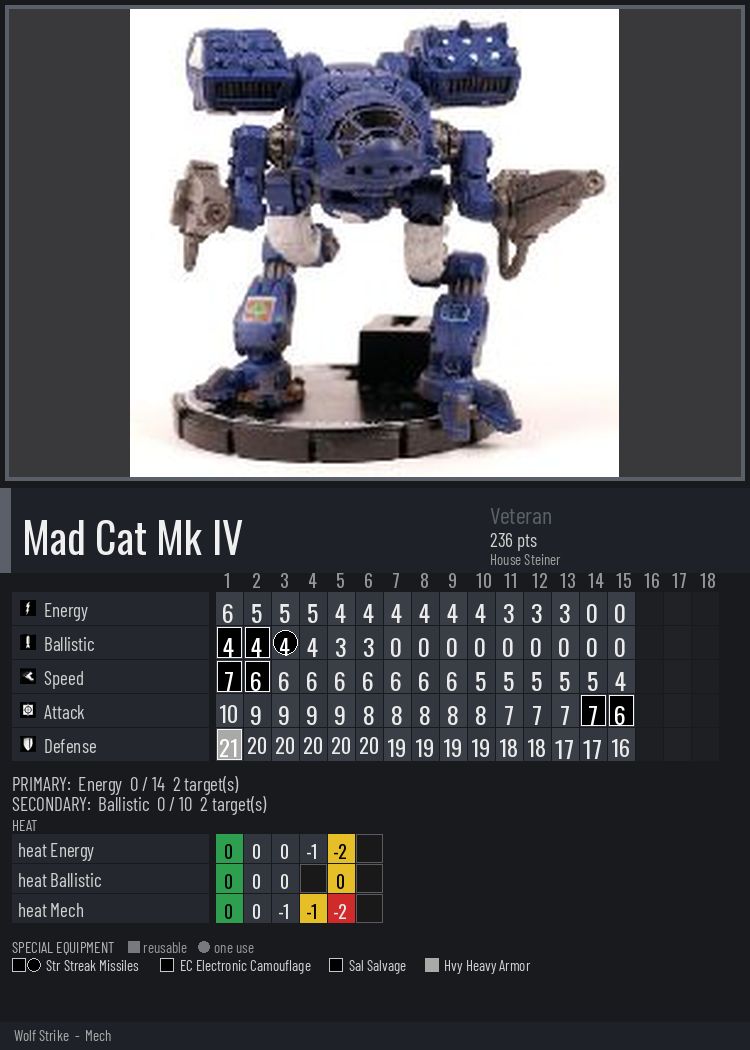 Mad Cat Mk IV
Veteran
236 pts
House Steiner
1 2 3 4 5 6 7 8 9 10 11 12 13 14 15 16 17 18
Energy 6 5 5 5 4 4 4 4 4 4 3 3 3 0 0
Ballistic 4 4 4 4 3 3 0 0 0 0 0 0 0 0 0
Speed 7 6 6 6 6 6 6 6 6 5 5 5 5 5 4
Attack 10 9 9 9 9 8 8 8 8 8 7 7 7 7 6
Defense 21 20 20 20 20 20 19 19 19 19 18 18 17 17 16
PRIMARY: Energy 0 / 14 2 target(s)
SECONDARY: Ballistic 0 / 10 2 target(s)
HEAT
heat Energy 0 0 0 -1 -2
heat Ballistic 0 0 0 0
heat Mech 0 0 -1 -1 -2
SPECIAL EQUIPMENT reusable one use
Str Streak Missiles EC Electronic Camouflage Sal Salvage Hvy Heavy Armor
Wolf Strike - Mech